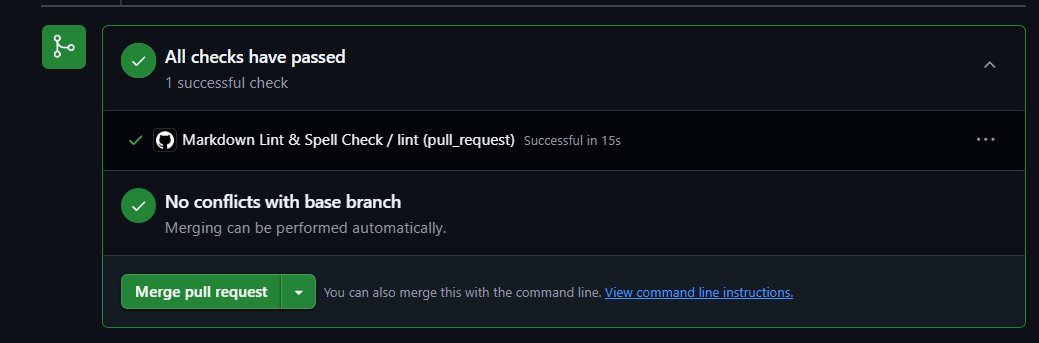 All checks have passed
1 successful check
Markdown Lint & Spell Check / lint (pull_request) Successful in 15s
No conflicts with base branch
Merging can be performed automatically.
Merge pull request You can also merge this with the command line. View command line instructions.